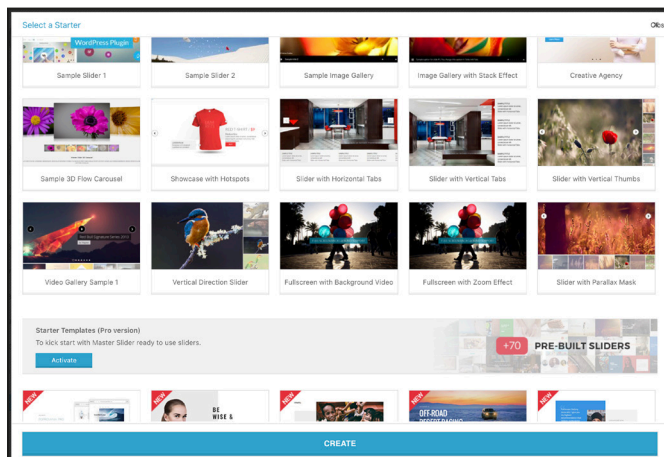 Select a Starter
WordPress Plugin
Sample Slider 1
Sample Slider 2
Sample Image Gallery
Image Gallery with Stack Effect
Creative Agency
Sample 3D Flow Carousel
Showcase with Hotspots
Slider with Horizontal Tabs
Slider with Vertical Tabs
Slider with Vertical Thumbs
Video Gallery Sample 1
Vertical Direction Slider
Fullscreen with Background Video
Fullscreen with Zoom Effect
Slider with Parallax Mask
Starter Templates (Pro version)
To kick start with Master Slider ready to use sliders.
Activate
+70 PRE-BUILT SLIDERS
NEW
NEW
BE
WISE &
NEW
NEW
OFF-ROAD
DESERT RACING
NEW
CREATE